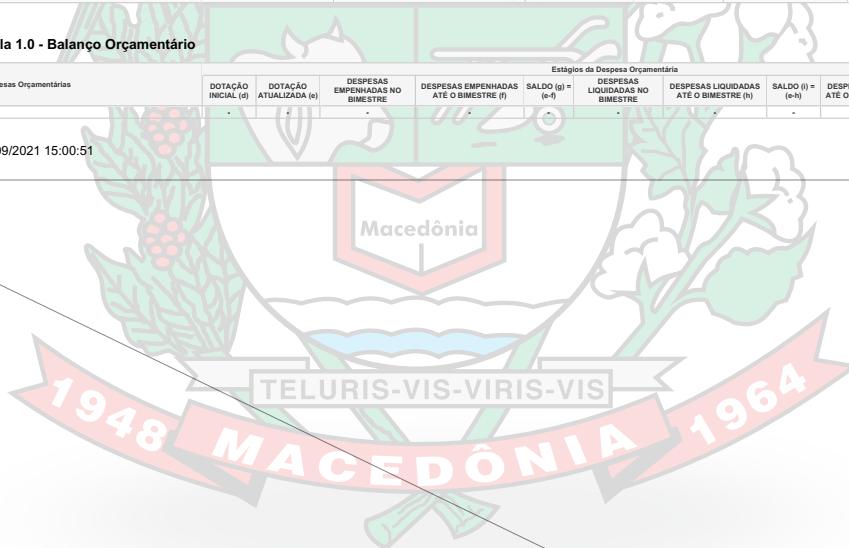 la 1.0 - Balanço Orçamentário
Estágios da Despesa Orçamentária
esas Orçamentárias
DOTAÇÃO INICIAL (d)
DOTAÇÃO ATUALIZADA (e)
DESPESAS EMPENHADAS NO BIMESTRE
DESPESAS EMPENHADAS ATÉ O BIMESTRE (f)
SALDO (g) = (e-f)
DESPESAS LIQUIDADAS NO BIMESTRE
DESPESAS LIQUIDADAS ATÉ O BIMESTRE (h)
SALDO (i) = (e-h)
DESP
ATÉ O
- - - - - - - -
09/2021 15:00:51
Macedônia
TELURIS-VIS-VIRIS-VIS
1948 MACEDÔNIA 1964